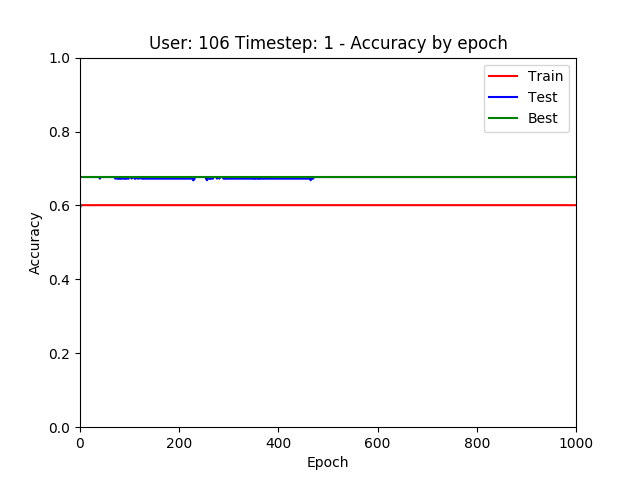 User: 106 Timestep: 1 - Accuracy by epoch
Train
Test
Best
Accuracy
1.0
0.8
0.6
0.4
0.2
0.0
0 200 400 600 800 1000
Epoch